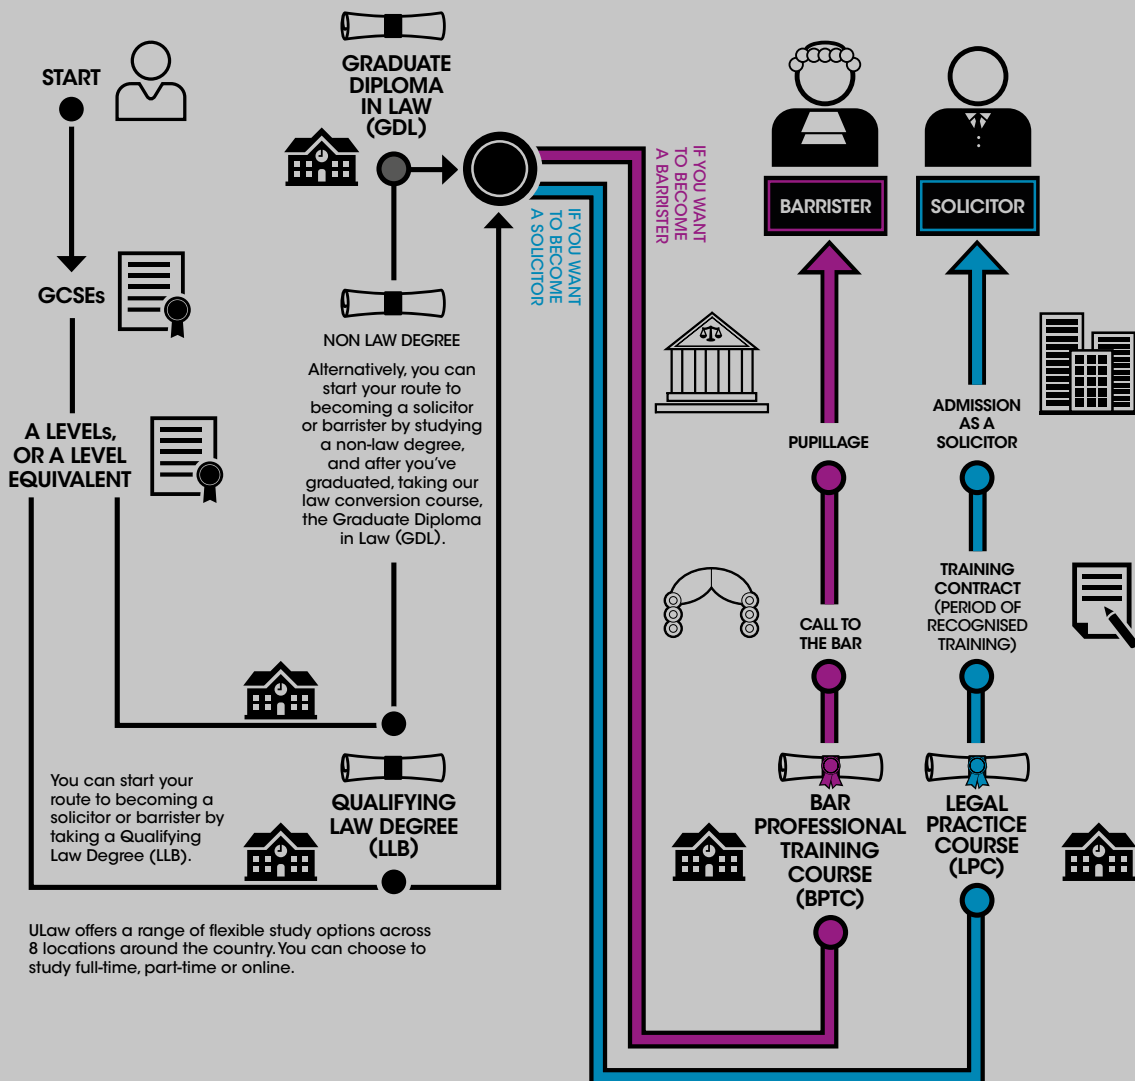 START
GCSEs
A LEVELs,
OR A LEVEL
EQUIVALENT
You can start your
route to becoming a
solicitor or barrister by
taking a Qualifying
Law Degree (LLB).
QUALIFYING
LAW DEGREE
(LLB)
ULaw offers a range of flexible study options across
8 locations around the country. You can choose to
study full-time, part-time or online.
GRADUATE
DIPLOMA
IN LAW
(GDL)
NON LAW DEGREE
Alternatively, you can
start your route to
becoming a solicitor
or barrister by studying
a non-law degree,
and after you've
graduated, taking our
law conversion course,
the Graduate Diploma
in Law (GDL).
IF YOU WANT
TO BECOME
A SOLICITOR
IF YOU WANT
TO BECOME
A BARRISTER
BARRISTER
PUPILLAGE
CALL TO
THE BAR
BAR
PROFESSIONAL
TRAINING
COURSE
(BPTC)
SOLICITOR
ADMISSION
AS A
SOLICITOR
TRAINING
CONTRACT
(PERIOD OF
RECOGNISED
TRAINING)
LEGAL
PRACTICE
COURSE
(LPC)